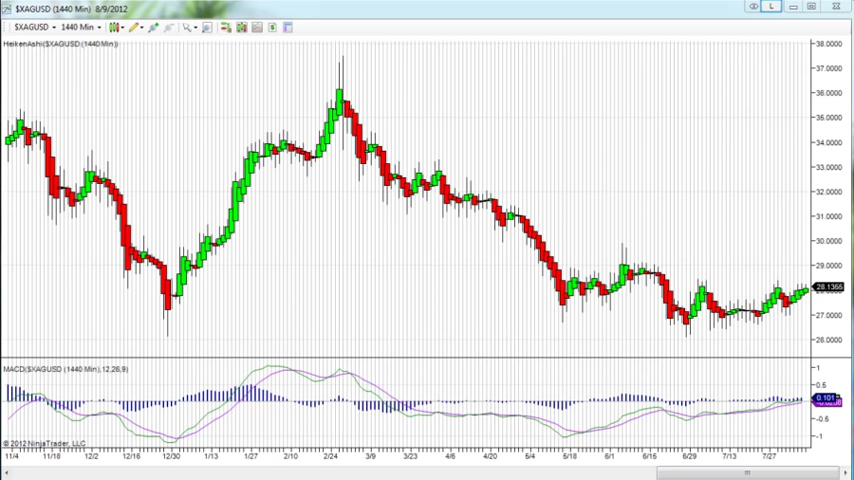 $XAGUSD (1440 Min) 8/9/2012
L
$XAGUSD 1440 Min
HeikenAshi($XAGUSD (1440 Min))
38.0000
37.0000
36.0000
35.0000
34.0000
33.0000
32.0000
31.0000
30.0000
29.0000
28.1355
26.0000
MACD($XAGUSD (1440 Min),12,26,9)
1
0.5
0.101
-0.5
-1
© 2012 NinjaTrader, LLC
11/4 11/18 12/2 12/16 12/30 1/13 1/27 2/10 2/24 3/9 3/23 4/6 4/20 5/4 5/18 6/1 6/15 6/29 7/13 7/27